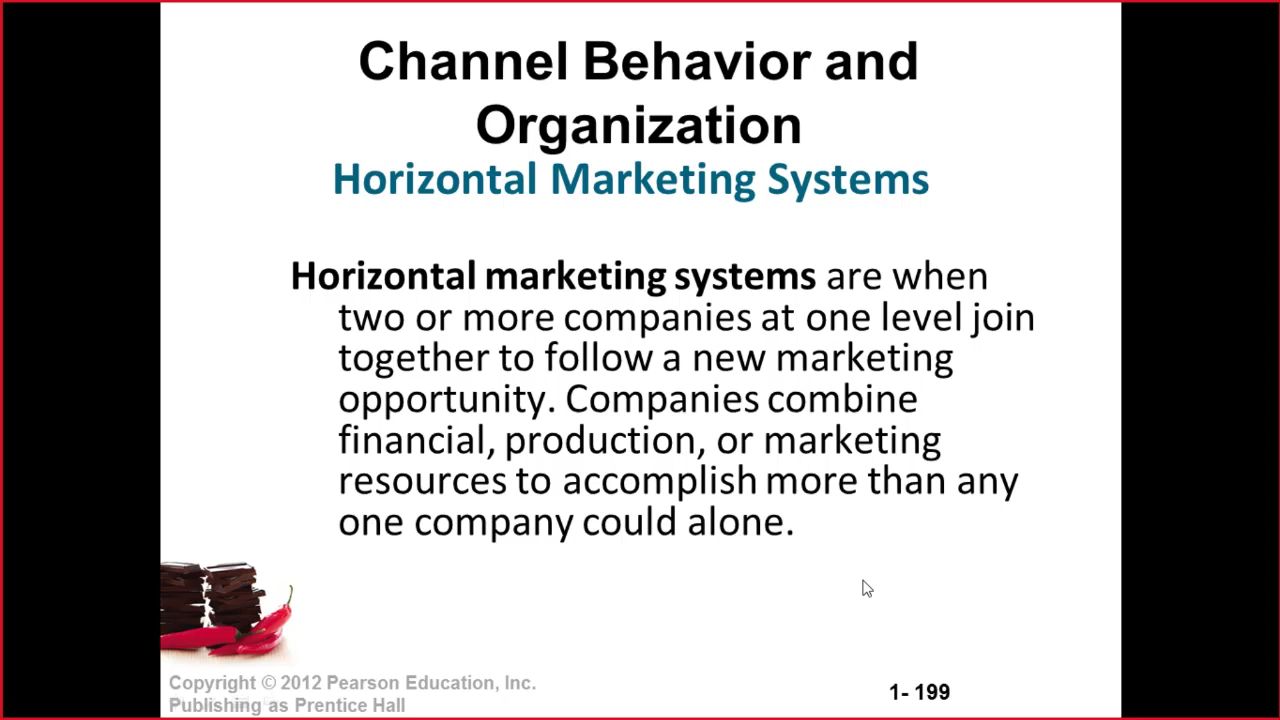 Channel Behavior and
Organization
Horizontal Marketing Systems
Horizontal marketing systems are when
two or more companies at one level join
together to follow a new marketing
opportunity. Companies combine
financial, production, or marketing
resources to accomplish more than any
one company could alone.
Copyright © 2012 Pearson Education, Inc.
Publishing as Prentice Hall
1- 199